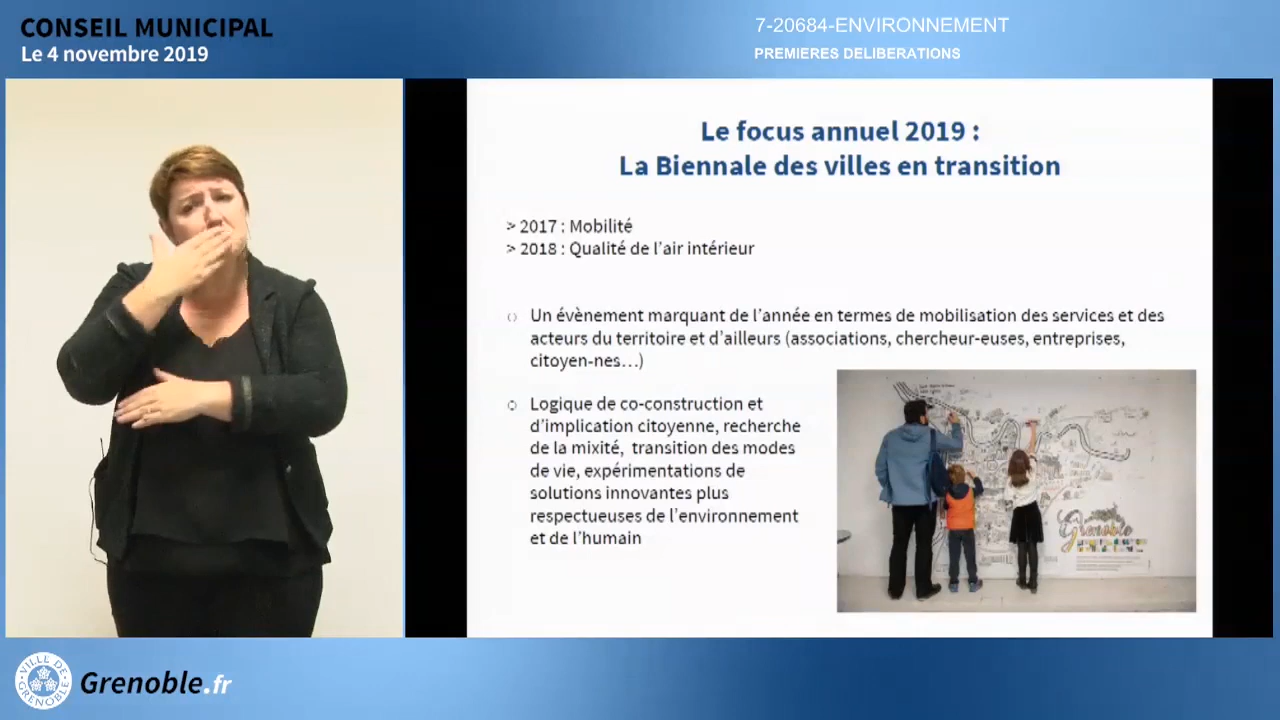 CONSEIL MUNICIPAL
Le 4 novembre 2019
7-20684-ENVIRONNEMENT
PREMIERES DELIBERATIONS
Le focus annuel 2019 :
La Biennale des villes en transition
> 2017 : Mobilité
> 2018 : Qualité de l'air intérieur
Un évènement marquant de l'année en termes de mobilisation des services et des
acteurs du territoire et d'ailleurs (associations, chercheur-euses, entreprises,
citoyen-nes…)
Logique de co-construction et
d'implication citoyenne, recherche
de la mixité, transition des modes
de vie, expérimentations de
solutions innovantes plus
respectueuses de l'environnement
et de l'humain
Grenoble
VILLE DE
GRENOBLE
Grenoble.fr